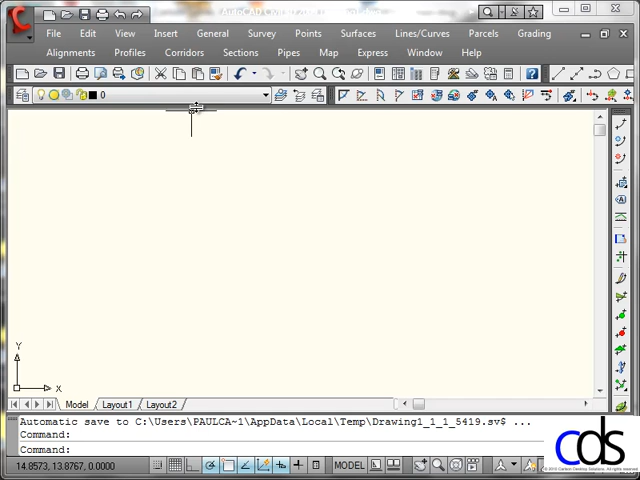 AutoCAD Civil
File Edit View Insert General Survey Points Surfaces Lines/Curves Parcels Grading
Alignments Profiles Corridors Sections Pipes Map Express Window Help
0
Y
X
Model Layout1 Layout2
Automatic save to C:\Users\PAULCA~1\AppData\Local\Temp\Drawing1_1_1_5419.sv$ ...
Command:
Command:
14.8573, 13.8767, 0.0000 MODEL
cds